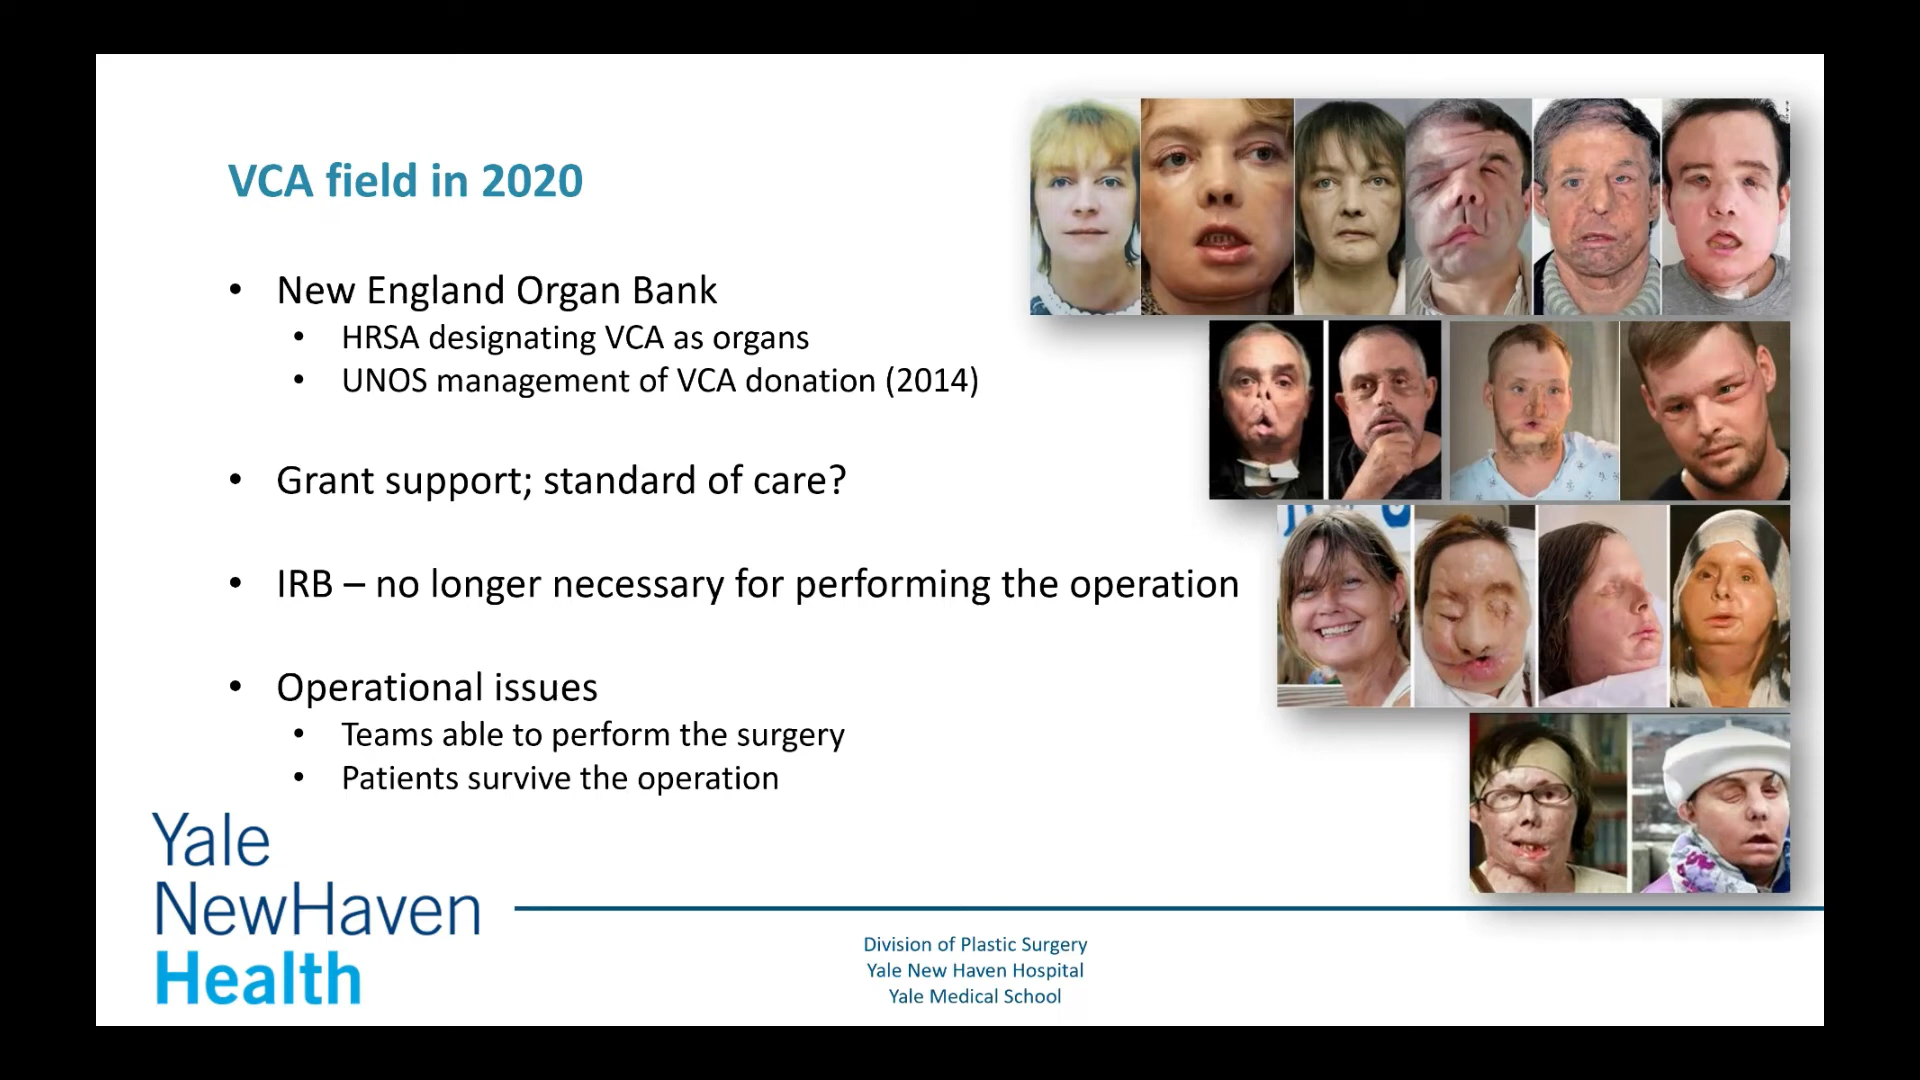 VCA field in 2020
• New England Organ Bank
• HRSA designating VCA as organs
• UNOS management of VCA donation (2014)
• Grant support; standard of care?
• IRB – no longer necessary for performing the operation
• Operational issues
• Teams able to perform the surgery
• Patients survive the operation
Yale
NewHaven
Health
Division of Plastic Surgery
Yale New Haven Hospital
Yale Medical School